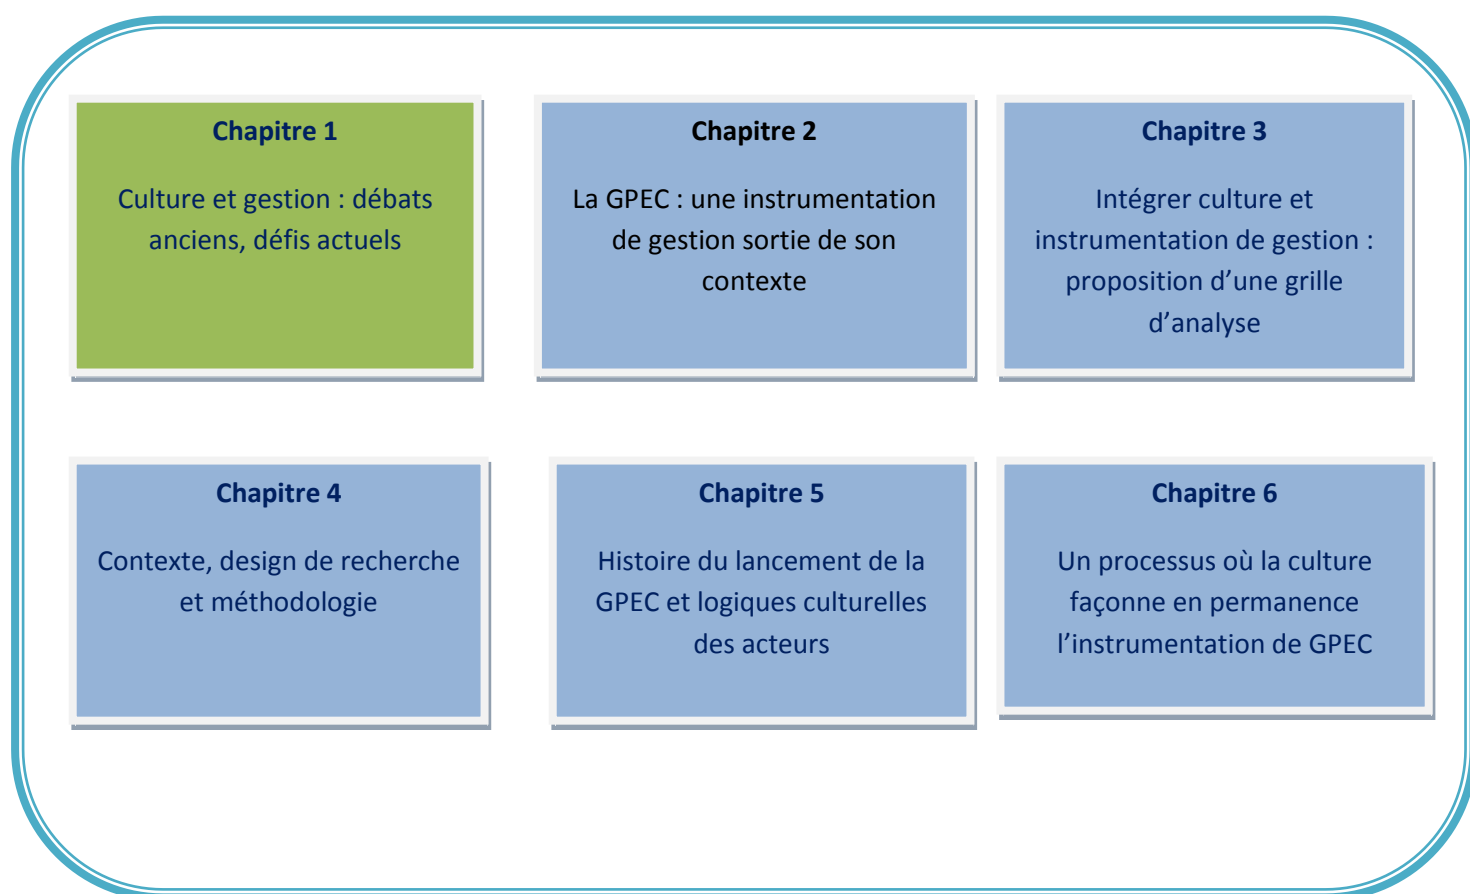 Chapitre 1
Culture et gestion : débats
anciens, défis actuels
Chapitre 2
La GPEC : une instrumentation
de gestion sortie de son
contexte
Chapitre 3
Intégrer culture et
instrumentation de gestion :
proposition d’une grille
d’analyse
Chapitre 4
Contexte, design de recherche
et méthodologie
Chapitre 5
Histoire du lancement de la
GPEC et logiques culturelles
des acteurs
Chapitre 6
Un processus où la culture
façonne en permanence
l’instrumentation de GPEC